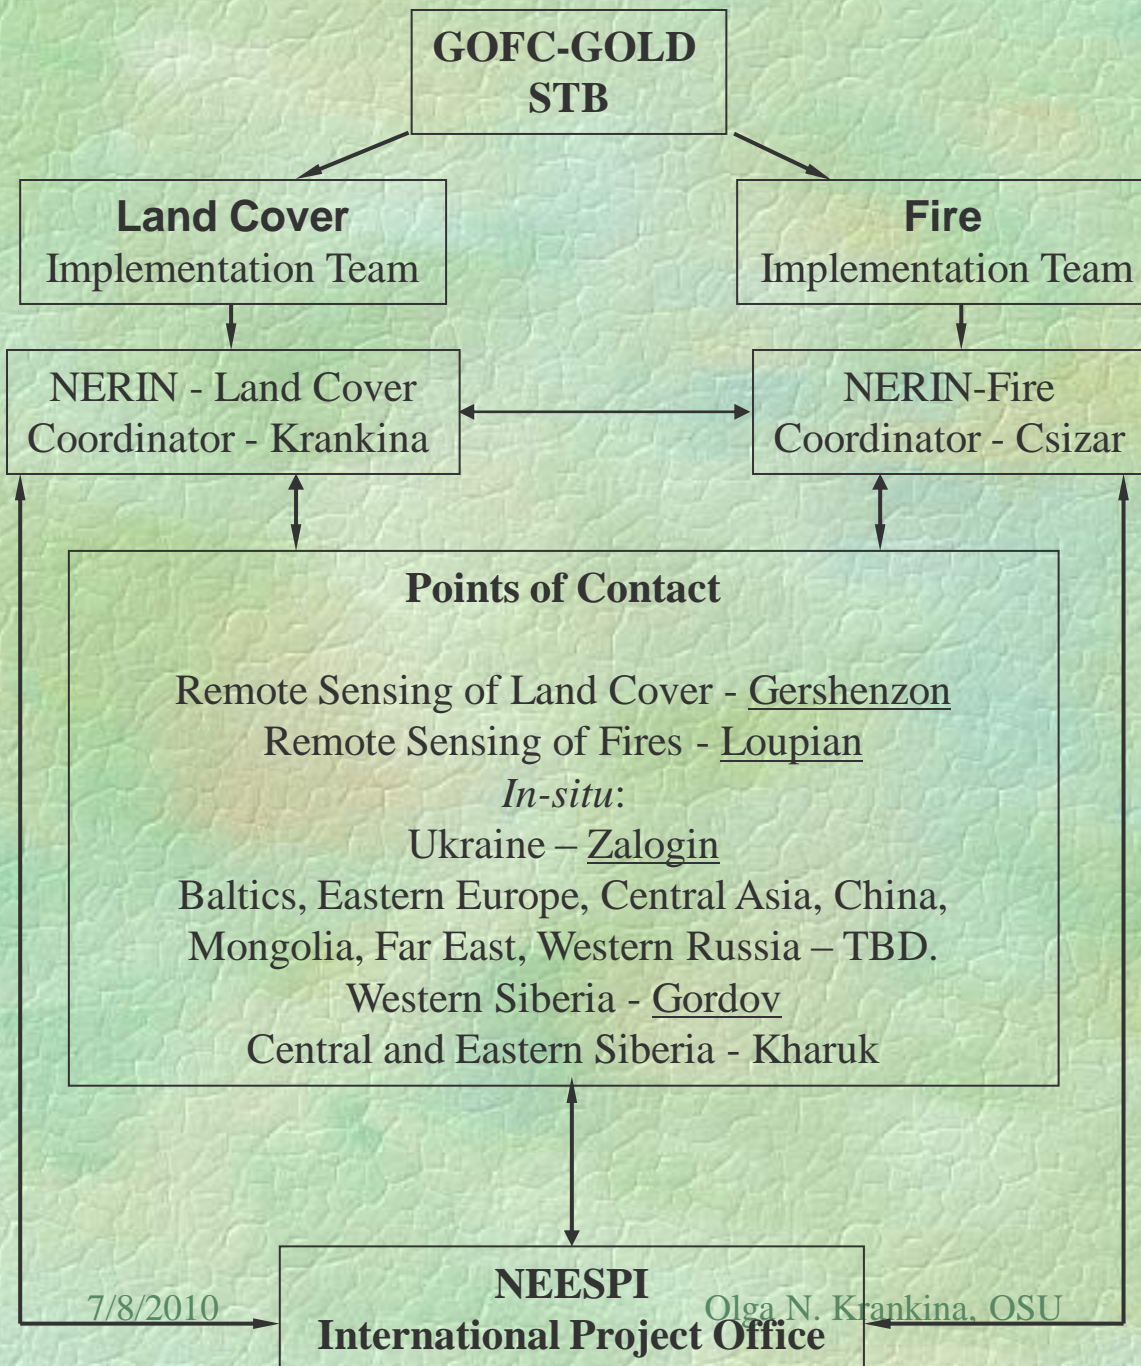 GOFC-GOLD
STB
Land Cover
Implementation Team
Fire
Implementation Team
NERIN - Land Cover
Coordinator - Krankina
NERIN-Fire
Coordinator - Csizar
Points of Contact
Remote Sensing of Land Cover - Gershenzon
Remote Sensing of Fires - Loupian
In-situ:
Ukraine – Zalogin
Baltics, Eastern Europe, Central Asia, China,
Mongolia, Far East, Western Russia – TBD.
Western Siberia - Gordov
Central and Eastern Siberia - Kharuk
NEESPI
International Project Office
7/8/2010
Olga N. Krankina, OSU